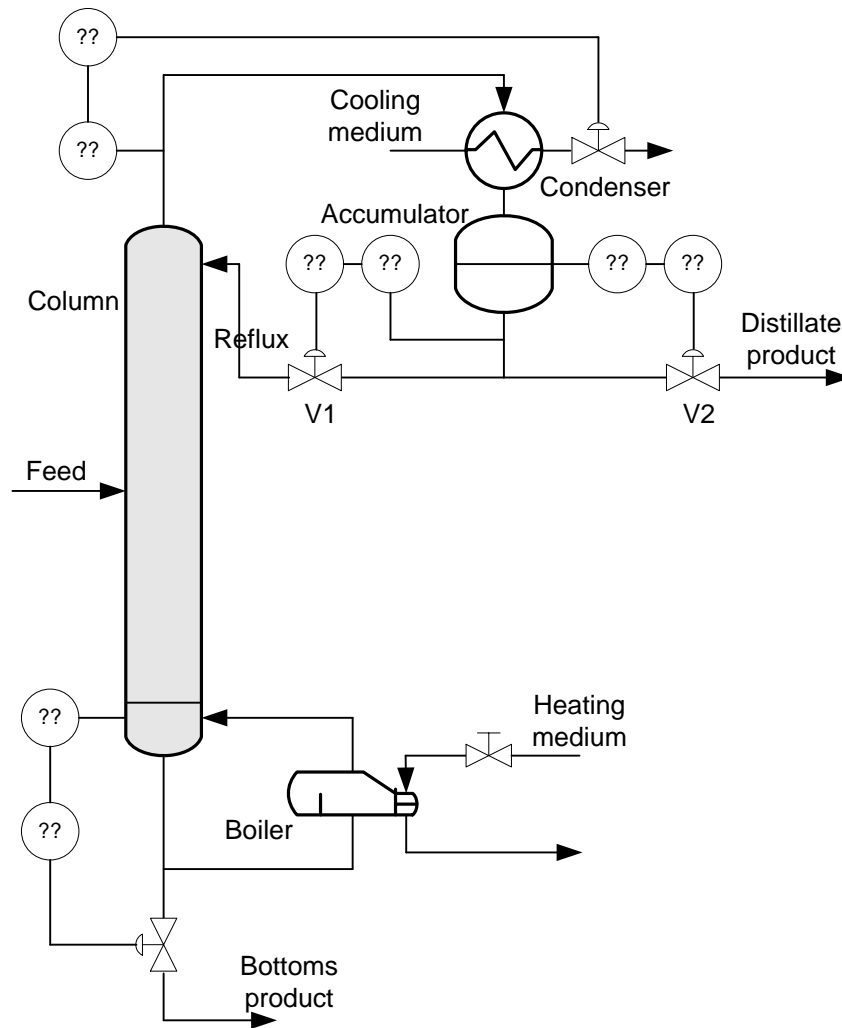 ??
??
Cooling
medium
Condenser
Accumulator
??
??
??
??
Column
Reflux
Distillate
product
V1
V2
Feed
??
Heating
medium
??
Boiler
Bottoms
product